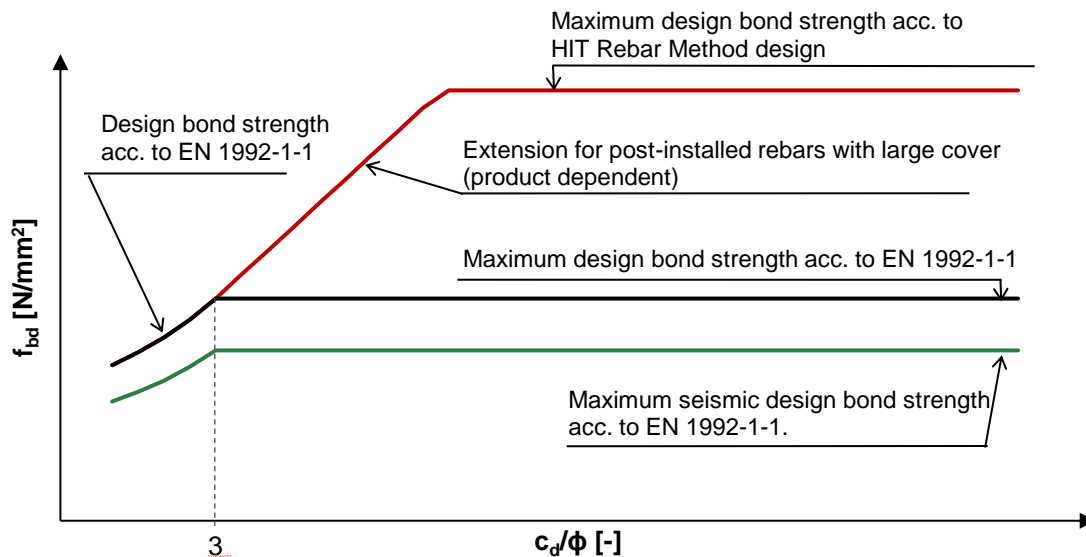 Maximum design bond strength acc. to
HIT Rebar Method design
Design bond strength
acc. to EN 1992-1-1
Extension for post-installed rebars with large cover
(product dependent)
Maximum design bond strength acc. to EN 1992-1-1
Maximum seismic design bond strength
acc. to EN 1992-1-1.
fbd [N/mm²]
3
cd/ϕ [-]